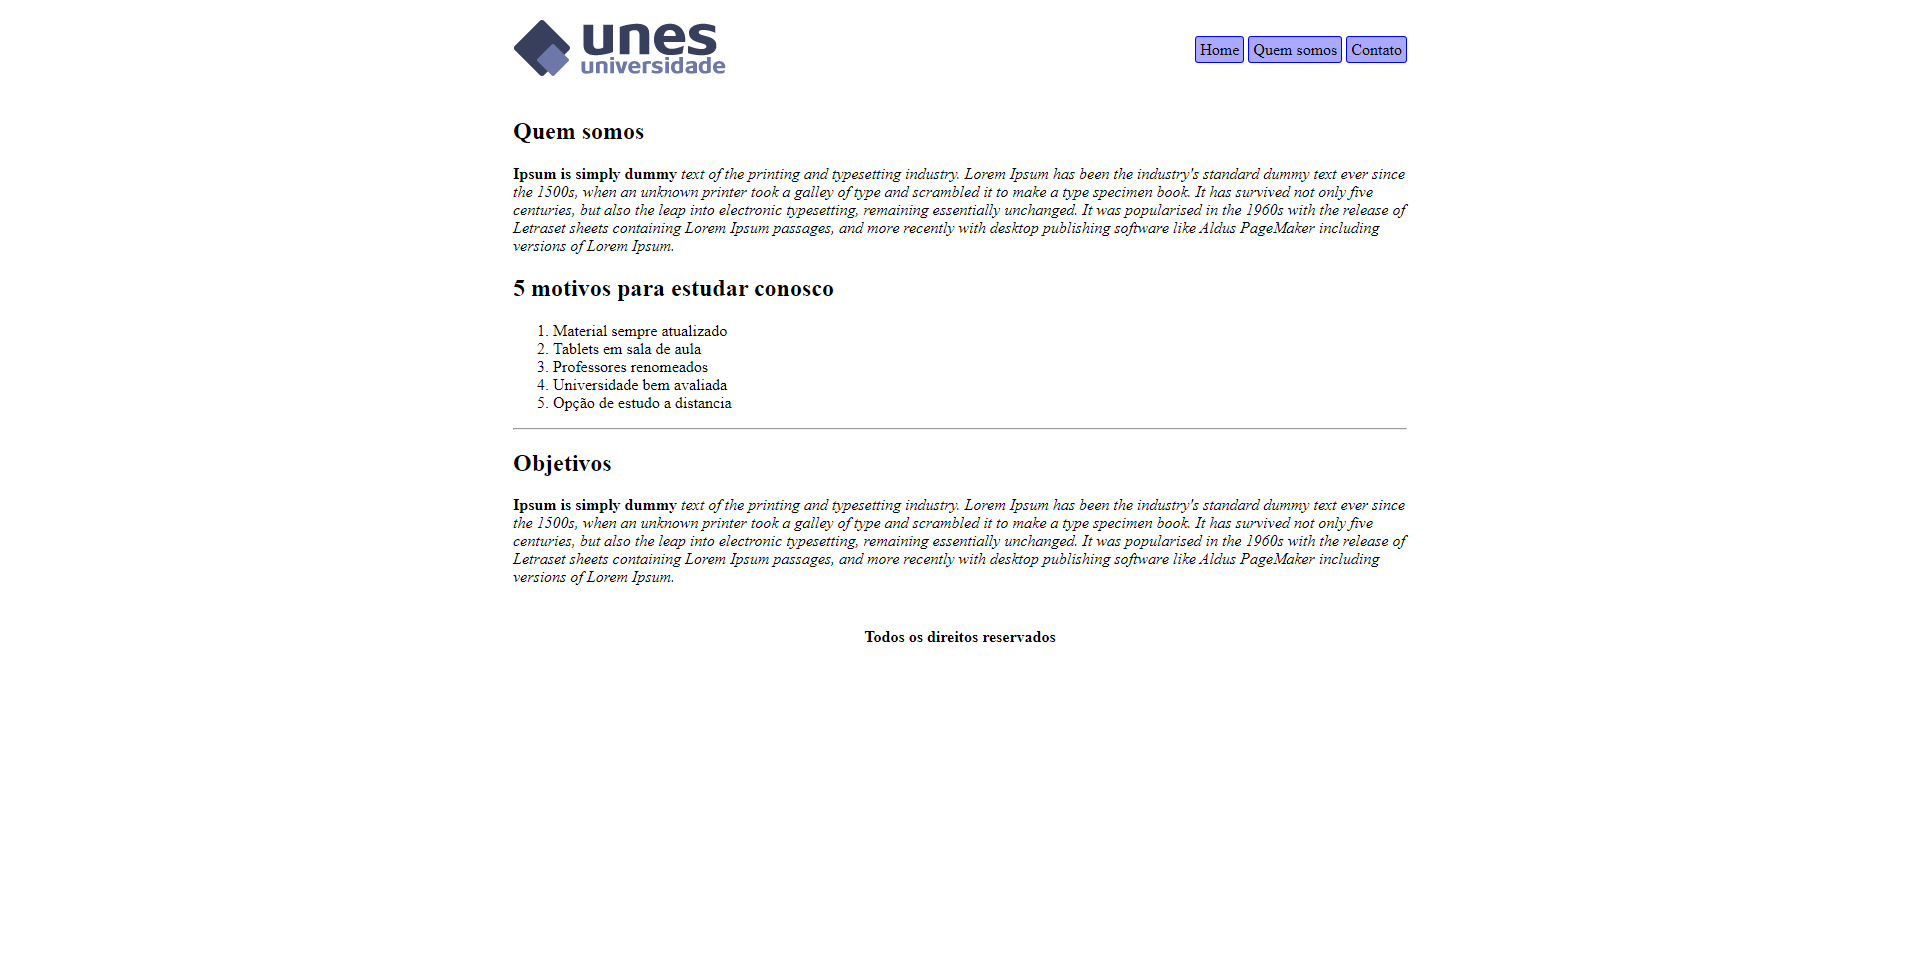 unes
universidade
Home Quem somos Contato
Quem somos
Ipsum is simply dummy text of the printing and typesetting industry. Lorem Ipsum has been the industry's standard dummy text ever since
the 1500s, when an unknown printer took a galley of type and scrambled it to make a type specimen book. It has survived not only five
centuries, but also the leap into electronic typesetting, remaining essentially unchanged. It was popularised in the 1960s with the release of
Letraset sheets containing Lorem Ipsum passages, and more recently with desktop publishing software like Aldus PageMaker including
versions of Lorem Ipsum.
5 motivos para estudar conosco
1. Material sempre atualizado
2. Tablets em sala de aula
3. Professores renomeados
4. Universidade bem avaliada
5. Opção de estudo a distancia
Objetivos
Ipsum is simply dummy text of the printing and typesetting industry. Lorem Ipsum has been the industry's standard dummy text ever since
the 1500s, when an unknown printer took a galley of type and scrambled it to make a type specimen book. It has survived not only five
centuries, but also the leap into electronic typesetting, remaining essentially unchanged. It was popularised in the 1960s with the release of
Letraset sheets containing Lorem Ipsum passages, and more recently with desktop publishing software like Aldus PageMaker including
versions of Lorem Ipsum.
Todos os direitos reservados